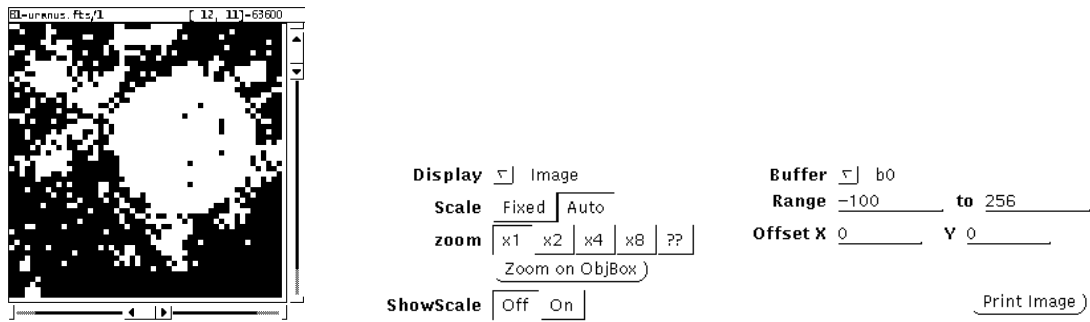 B1-uranus.fts/1 [ 12, 11]-63600
Display Image
Scale Fixed Auto
zoom x1 x2 x4 x8 ??
Zoom on ObjBox
ShowScale Off On
Buffer b0
Range -100 to 256
Offset X 0 Y 0
Print Image